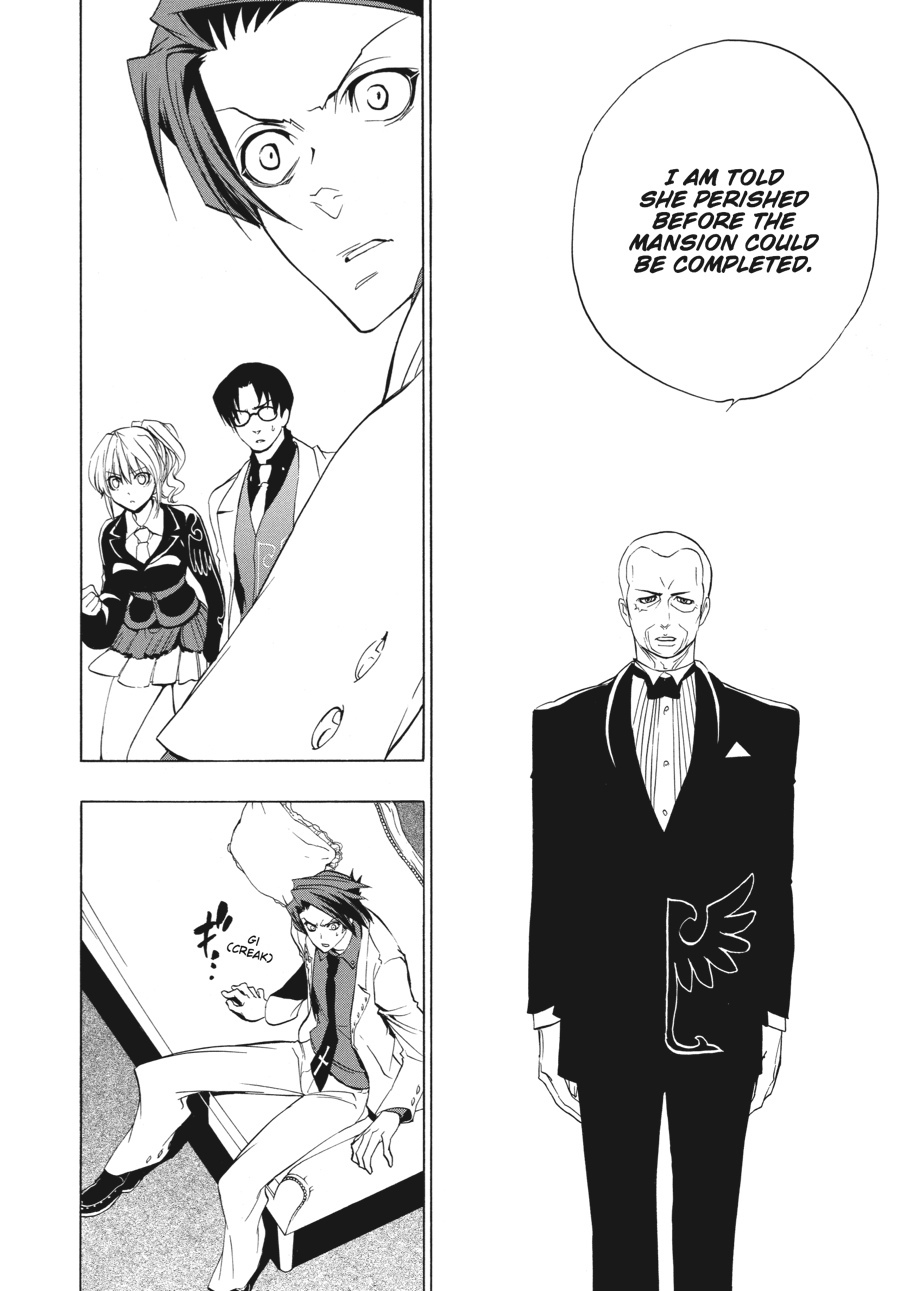 I AM TOLD
SHE PERISHED
BEFORE THE
MANSION COULD
BE COMPLETED.
ギ…
GI
(CREAK)